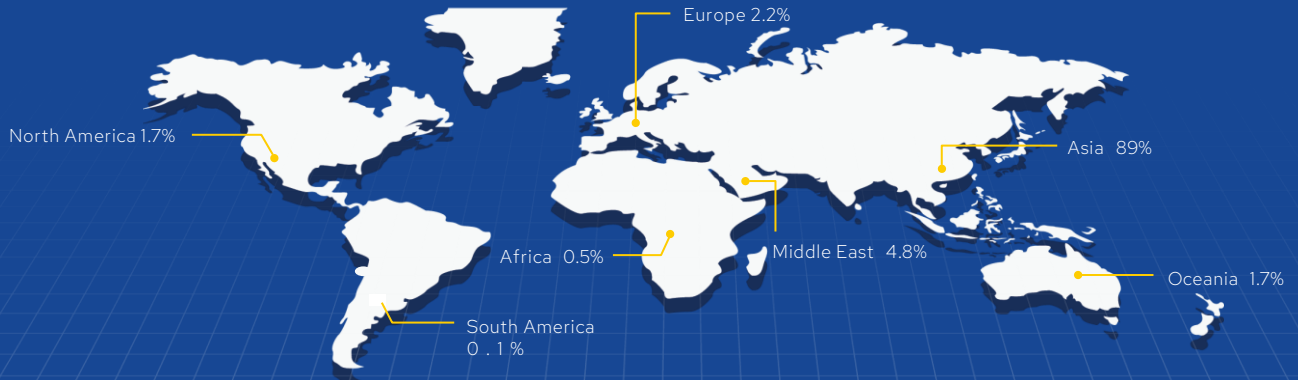 Europe 2.2%
North America 1.7%
Asia 89%
Africa 0.5%
Middle East 4.8%
Oceania 1.7%
South America
0 . 1 %